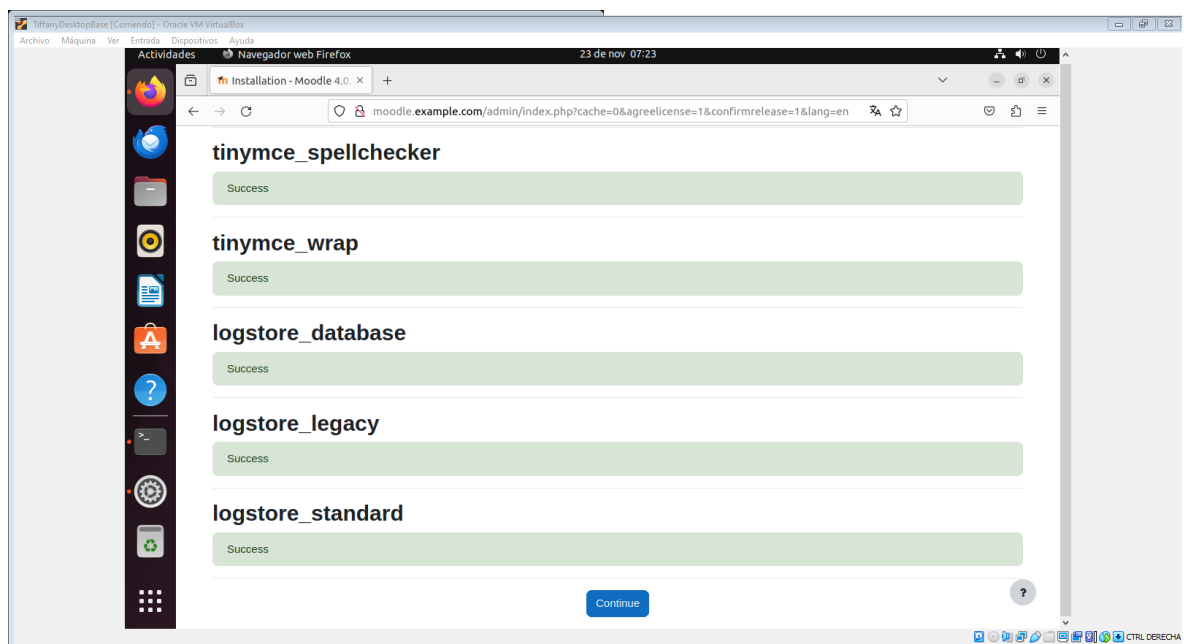 TiffanyDesktopBase [Corriendo] - Oracle VM VirtualBox
Archivo Máquina Ver Entrada Dispositivos Ayuda
Actividades Navegador web Firefox 23 de nov 07:23
Installation - Moodle 4.0.
moodle.example.com/admin/index.php?cache=0&agreelicense=1&confirmrelease=1&lang=en
tinymce_spellchecker
Success
tinymce_wrap
Success
logstore_database
Success
logstore_legacy
Success
logstore_standard
Success
Continue
?
CTRL DERECHA